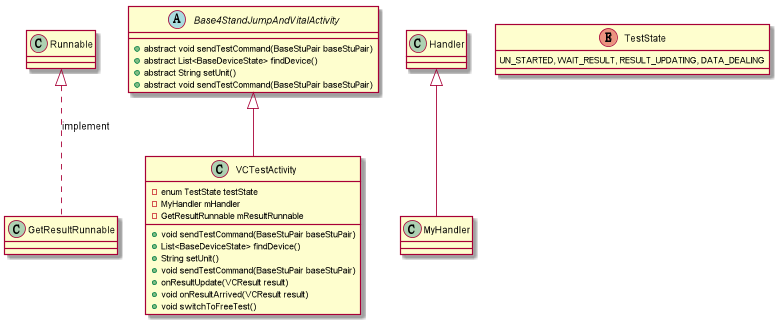 C Runnable
A Base4StandJumpAndVitalActivity
abstract void sendTestCommand(BaseStuPair baseStuPair)
abstract List<BaseDeviceState> findDevice()
abstract String setUnit()
abstract void sendTestCommand(BaseStuPair baseStuPair)
C Handler
E TestState
UN_STARTED, WAIT_RESULT, RESULT_UPDATING, DATA_DEALING
implement
C GetResultRunnable
C VCTestActivity
enum TestState testState
MyHandler mHandler
GetResultRunnable mResultRunnable
void sendTestCommand(BaseStuPair baseStuPair)
List<BaseDeviceState> findDevice()
String setUnit()
void sendTestCommand(BaseStuPair baseStuPair)
onResultUpdate(VCResult result)
void onResultArrived(VCResult result)
void switchToFreeTest()
C MyHandler